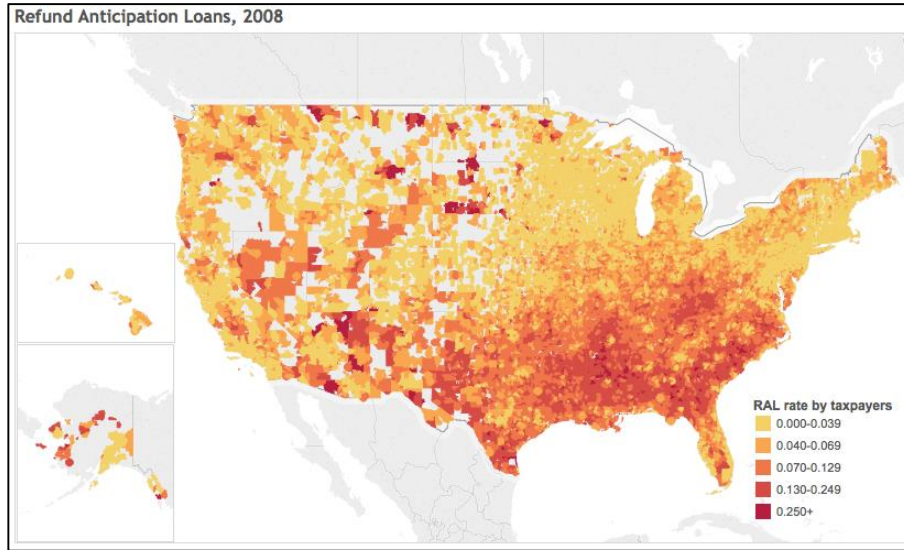 Refund Anticipation Loans, 2008
RAL rate by taxpayers
0.000-0.039
0.040-0.069
0.070-0.129
0.130-0.249
0.250+